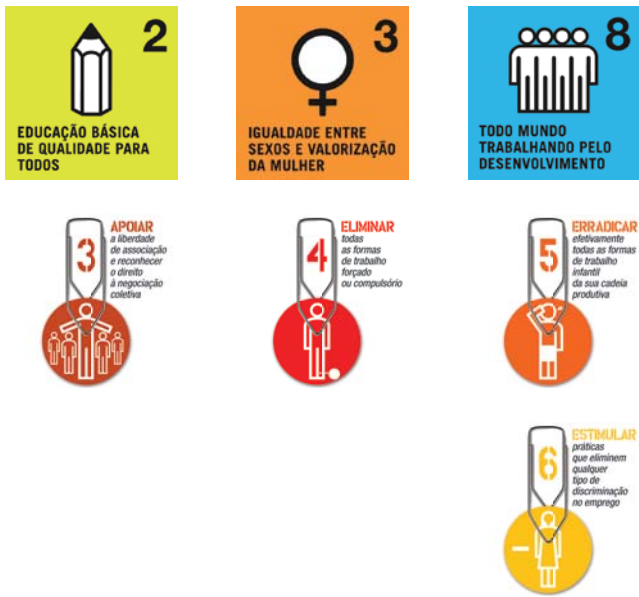 2
EDUCAÇÃO BÁSICA
DE QUALIDADE PARA
TODOS
3
IGUALDADE ENTRE
SEXOS E VALORIZAÇÃO
DA MULHER
8
TODO MUNDO
TRABALHANDO PELO
DESENVOLVIMENTO
3
APOIAR
a liberdade
de associação
e reconhecer
o direito
à negociação
coletiva
4
ELIMINAR
todas
as formas
de trabalho
forçado
ou compulsório
5
ERRADICAR
efetivamente
todas as formas
de trabalho
infantil
da sua cadeia
produtiva
6
ESTIMULAR
práticas
que eliminem
qualquer
tipo de
discriminação
no emprego